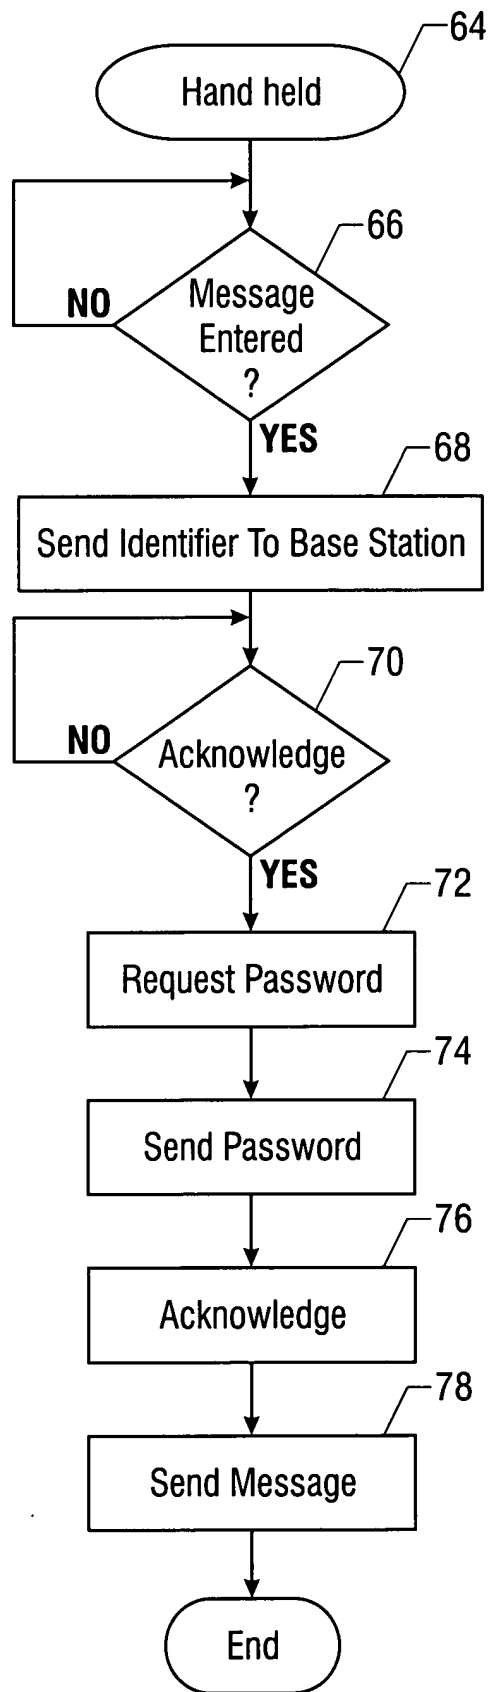 64
Hand held
66
Message
Entered
?
NO
YES
68
Send Identifier To Base Station
70
Acknowledge
?
NO
YES
72
Request Password
74
Send Password
76
Acknowledge
78
Send Message
End